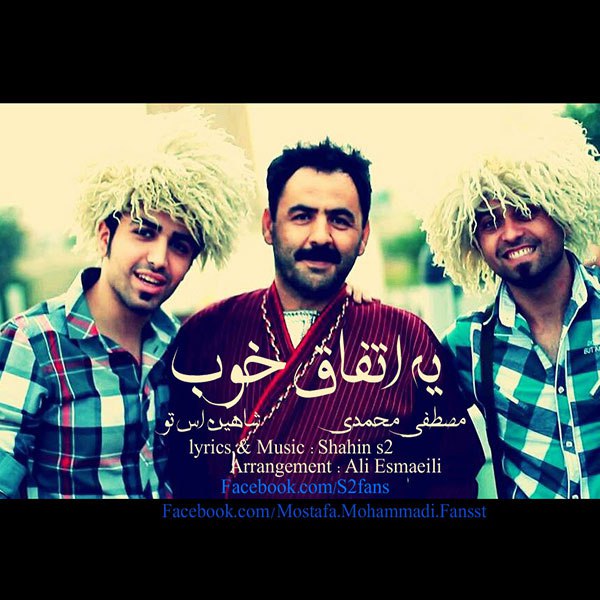 یه اتفاق خوب
مصطفی محمدی شاهین اس تو
lyrics & Music : Shahin s2
Arrangement : Ali Esmaeili
Facebook.com/S2fans
Facebook.com/Mostafa.Mohammadi.Fansst